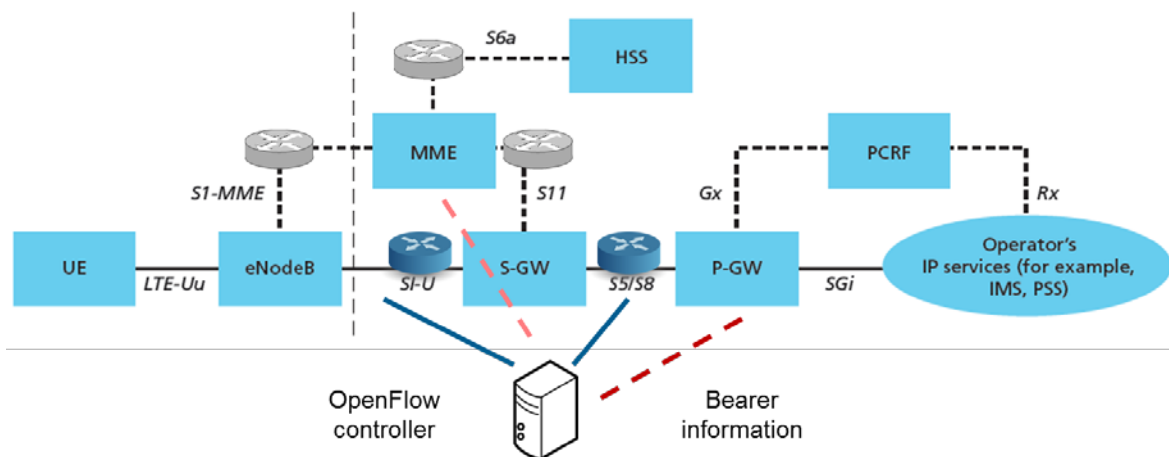 S6a
HSS
MME
PCRF
S1-MME
S11
Gx
Rx
UE
eNodeB
S-GW
P-GW
Operator's
IP services (for example,
IMS, PSS)
LTE-Uu
SI-U
S5/S8
SGi
OpenFlow
controller
Bearer
information